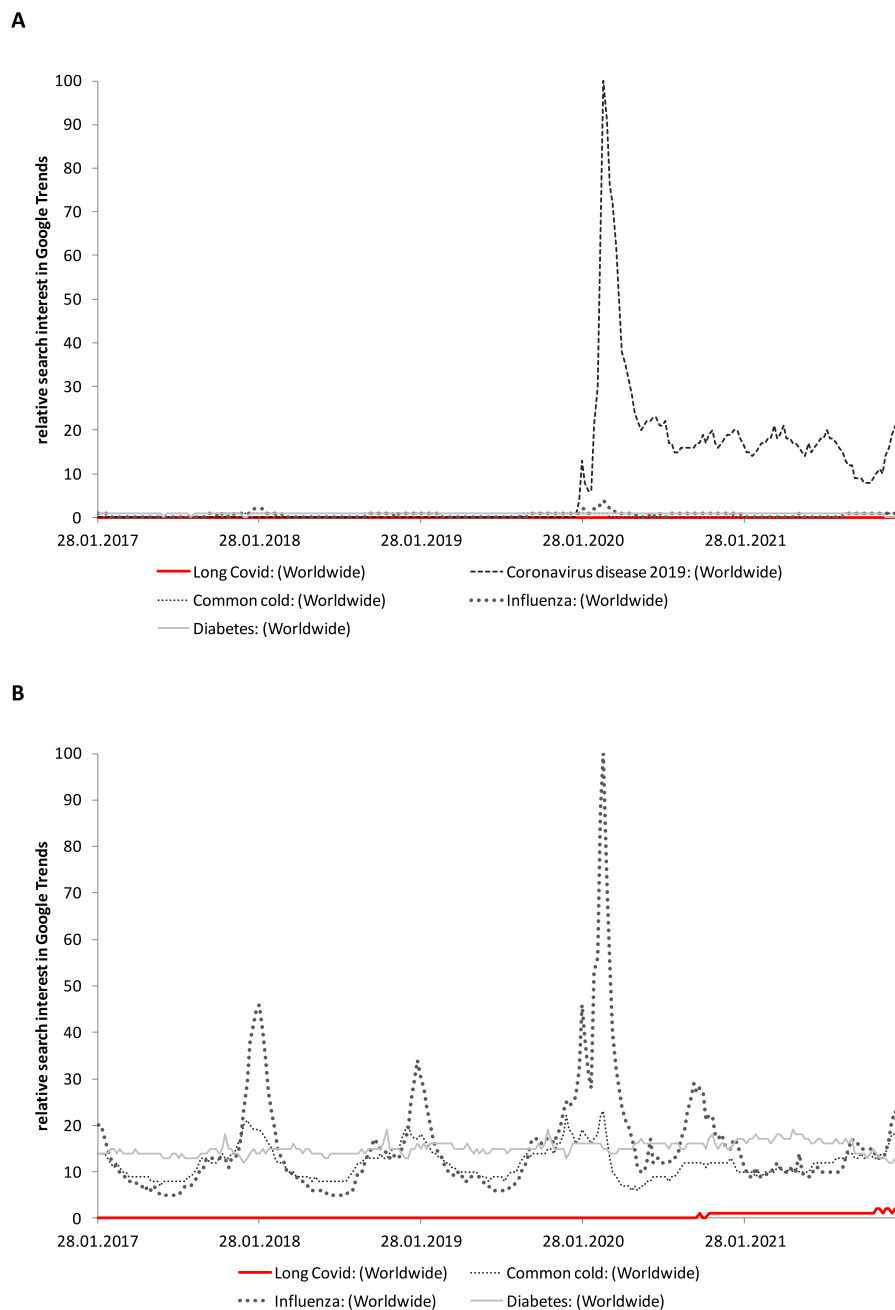 A
relative search interest in Google Trends
100
90
80
70
60
50
40
30
20
10
0
28.01.2017 28.01.2018 28.01.2019 28.01.2020 28.01.2021
Long Covid: (Worldwide) Coronavirus disease 2019: (Worldwide)
Common cold: (Worldwide) Influenza: (Worldwide)
Diabetes: (Worldwide)
B
relative search interest in Google Trends
100
90
80
70
60
50
40
30
20
10
0
28.01.2017 28.01.2018 28.01.2019 28.01.2020 28.01.2021
Long Covid: (Worldwide) Common cold: (Worldwide)
Influenza: (Worldwide) Diabetes: (Worldwide)